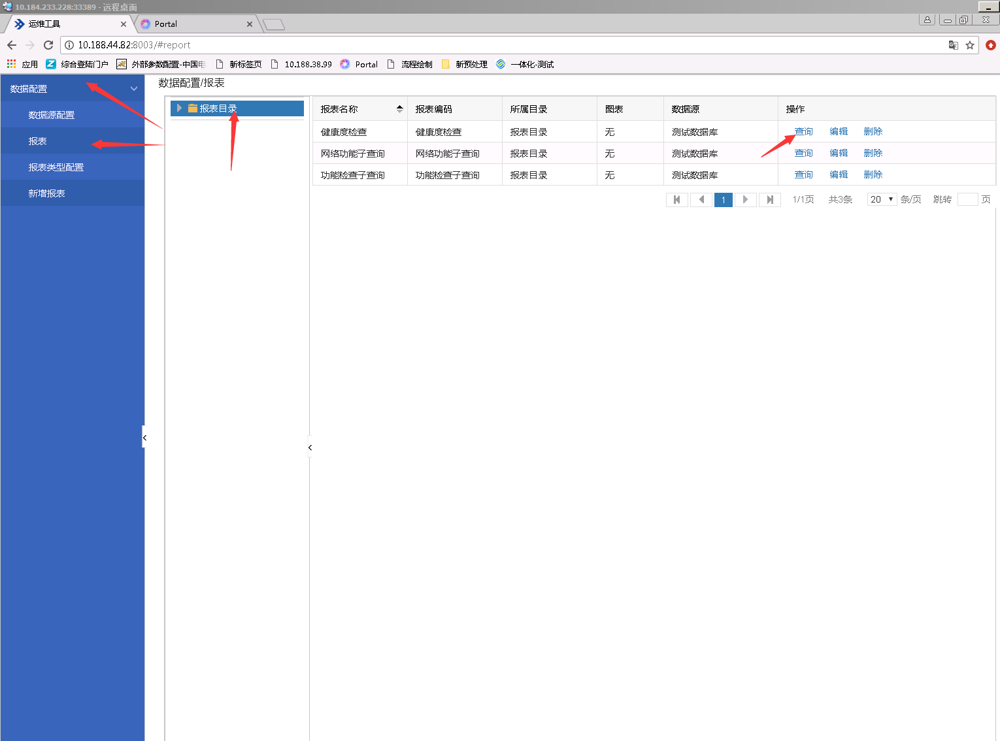 10.184.233.228:33389 - 远程桌面
运维工具 Portal
10.188.44.82:8003/#report
应用 综合登陆门户 外部参数配置-中国电 新标签页 10.188.38.99 Portal 流程绘制 新预处理 一体化-测试
数据配置
数据源配置
报表
报表类型配置
新增报表
数据配置/报表
报表目录
报表名称 报表编码 所属目录 图表 数据源 操作
健康度检查 健康度检查 报表目录 无 测试数据库 查询 编辑 删除
网络功能子查询 网络功能子查询 报表目录 无 测试数据库 查询 编辑 删除
功能检查子查询 功能检查子查询 报表目录 无 测试数据库 查询 编辑 删除
1 1/1页 共3条 20 条/页 跳转 页